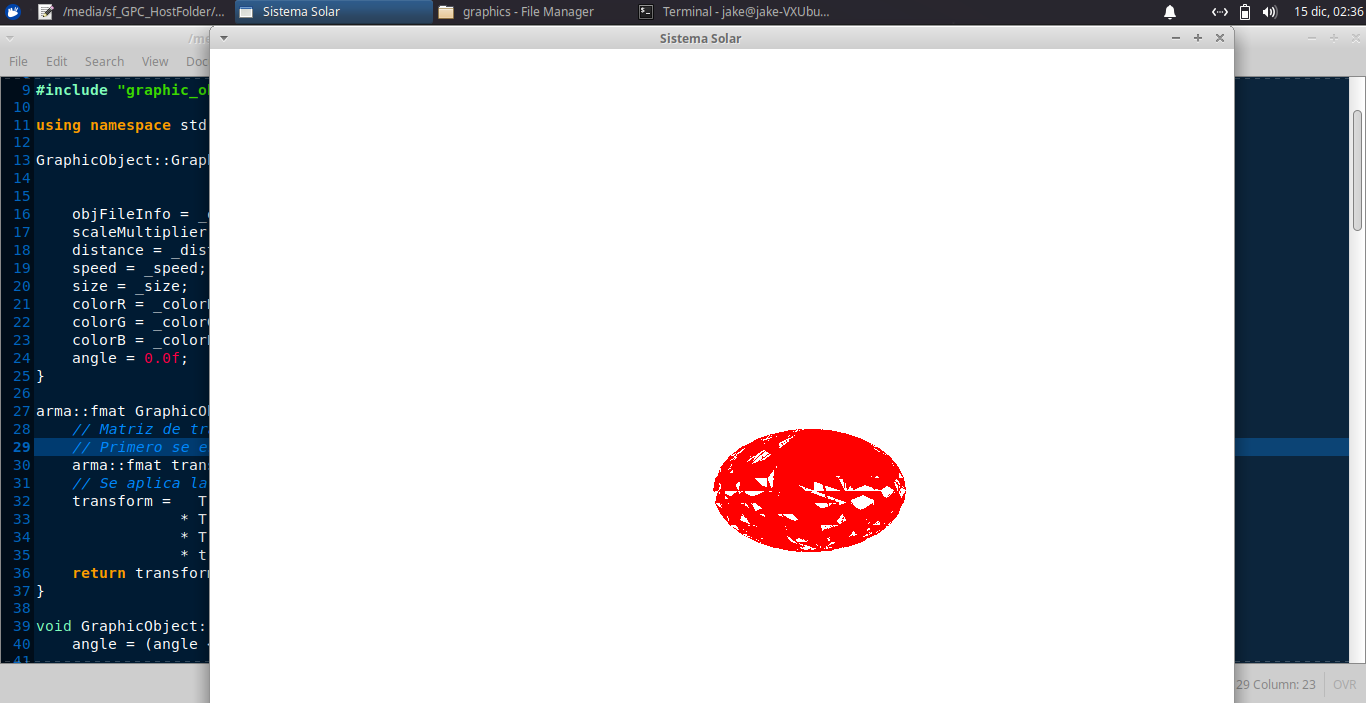 /media/sf_GPC_HostFolder/... Sistema Solar graphics - File Manager Terminal - jake@jake-VXUbu... 15 dic, 02:36
Sistema Solar
File Edit Search View
9 #include "graphic_o
10
11 using namespace std
12
13 GraphicObject::Grap
14
15
16 objFileInfo = _
17 scaleMultiplier
18 distance = _dis
19 speed = _speed;
20 size = _size;
21 colorR = _color
22 colorG = _color
23 colorB = _color
24 angle = 0.0f;
25 }
26
27 arma::fmat GraphicO
28 // Matriz de tr
29 // Primero se e
30 arma::fmat tran
31 // Se aplica la
32 transform = T
33 * T
34 * T
35 * t
36 return transform
37 }
38
39 void GraphicObject:
40 angle = (angle
41
29 Column: 23 OVR